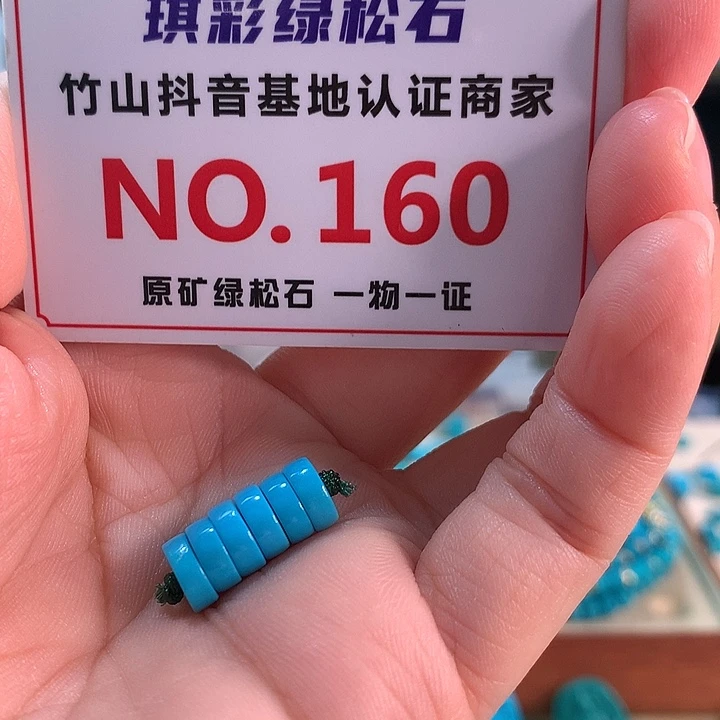 琪彩绿松石
竹山抖音基地认证商家
NO.160
原矿绿松石 一物一证